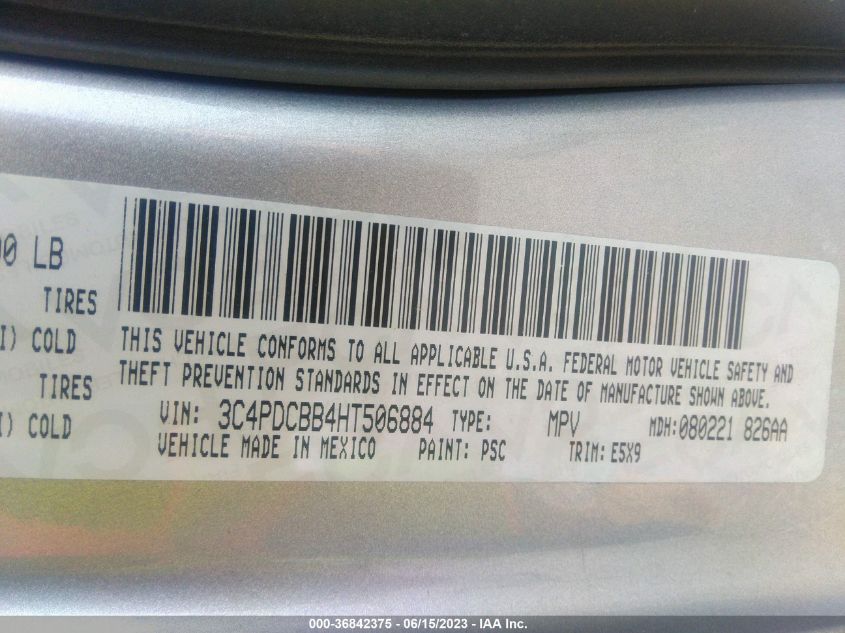 00 LB
TIRES
I) COLD
TIRES
I) COLD
THIS VEHICLE CONFORMS TO ALL APPLICABLE U.S.A. FEDERAL MOTOR VEHICLE SAFETY AND
THEFT PREVENTION STANDARDS IN EFFECT ON THE DATE OF MANUFACTURE SHOWN ABOVE.
VIN: 3C4PDCBB4HT506884 TYPE: MPV MDH:080221 826AA
VEHICLE MADE IN MEXICO PAINT: PSC TRIM: E5X9
000-36842375 - 06/15/2023 - IAA Inc.